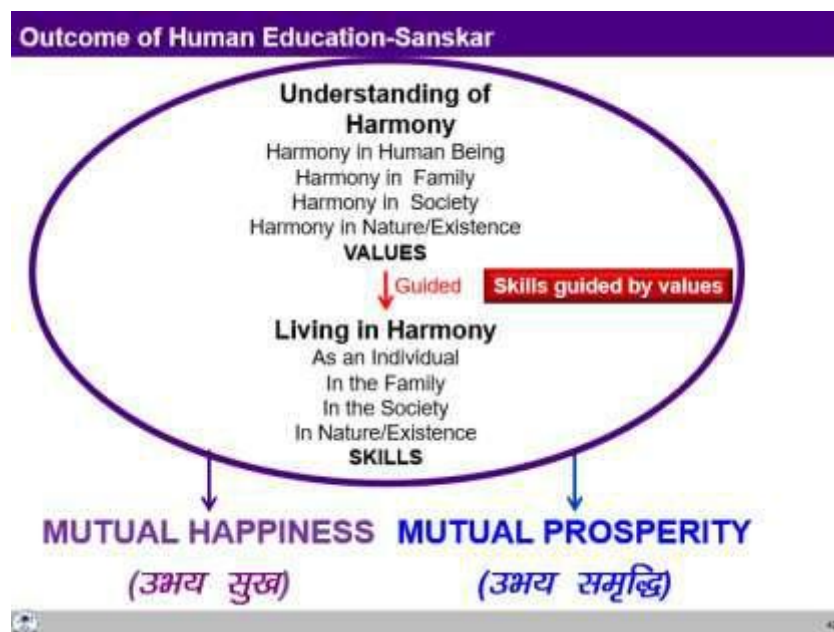 Outcome of Human Education-Sanskar
Understanding of
Harmony
Harmony in Human Being
Harmony in Family
Harmony in Society
Harmony in Nature/Existence
VALUES
Guided
Skills guided by values
Living in Harmony
As an Individual
In the Family
In the Society
In Nature/Existence
SKILLS
MUTUAL HAPPINESS MUTUAL PROSPERITY
(उभय सुख) (उभय समृद्धि)